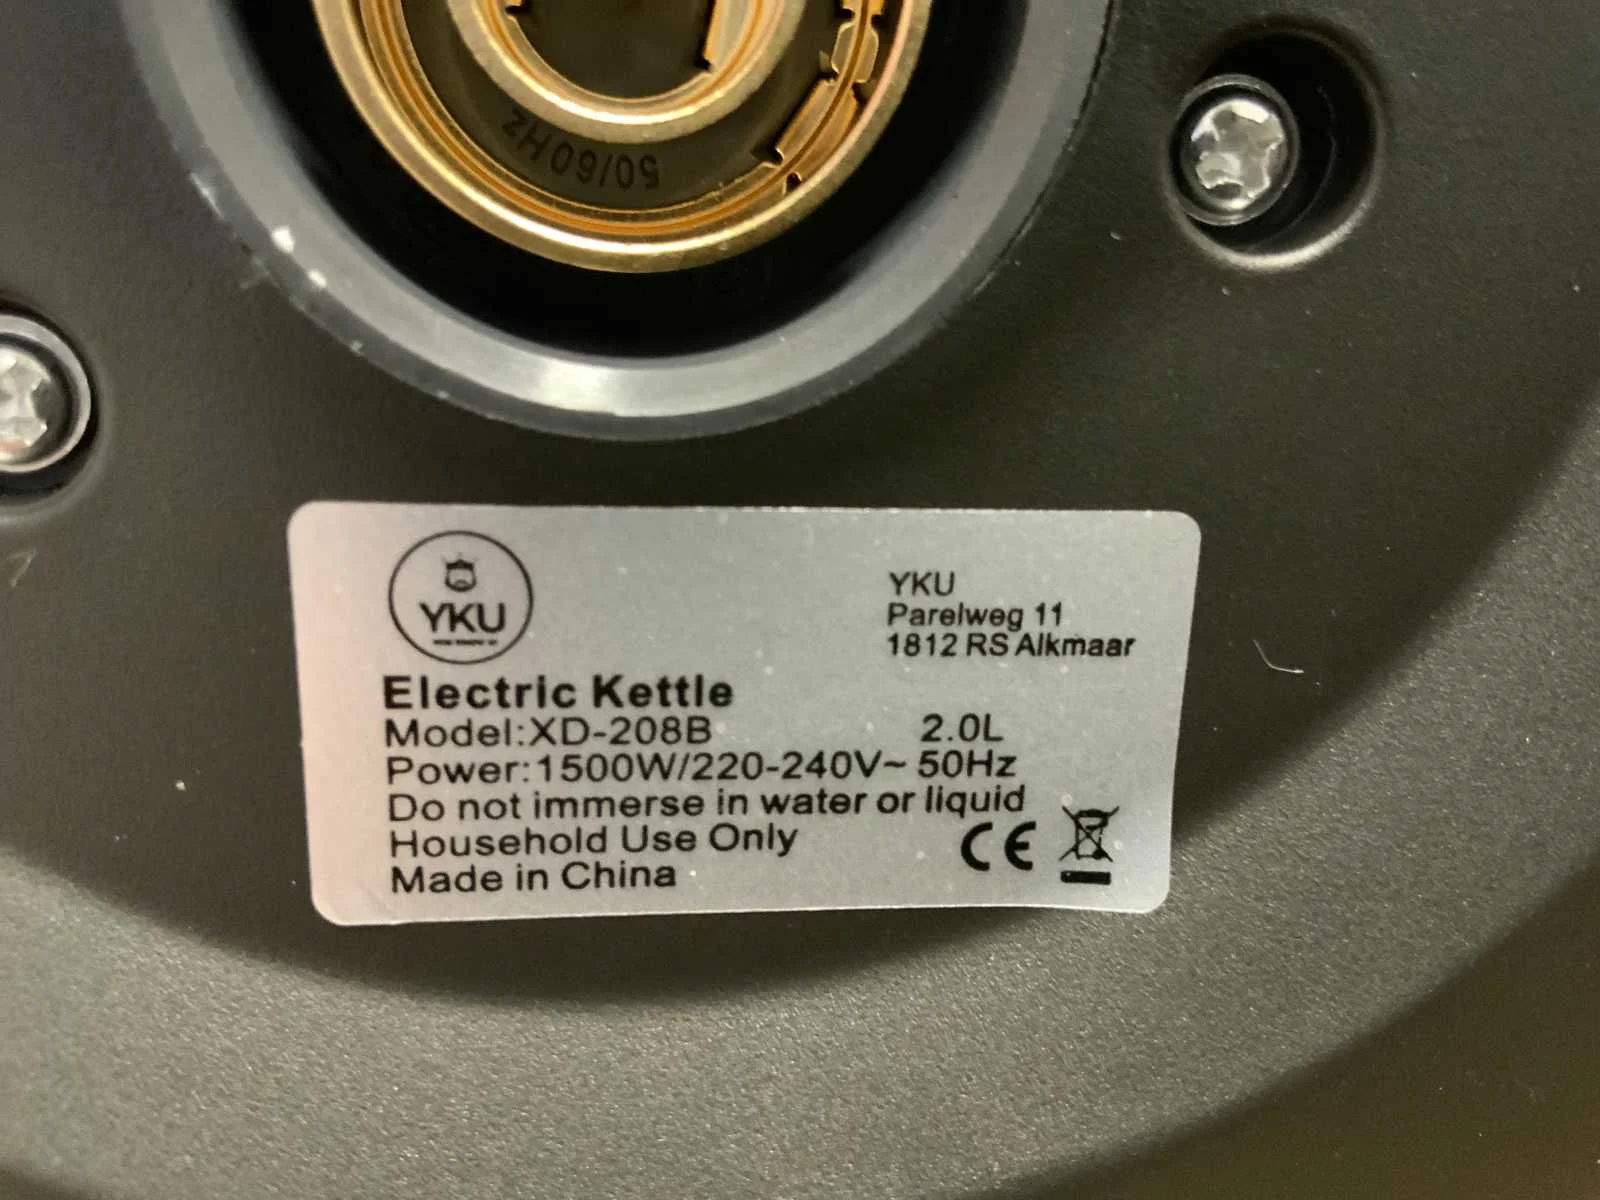 50/60Hz
YKU
YKU
Parelweg 11
1812 RS Alkmaar
Electric Kettle
Model:XD-208B 2.0L
Power:1500W/220-240V~ 50Hz
Do not immerse in water or liquid
Household Use Only
Made in China
CE